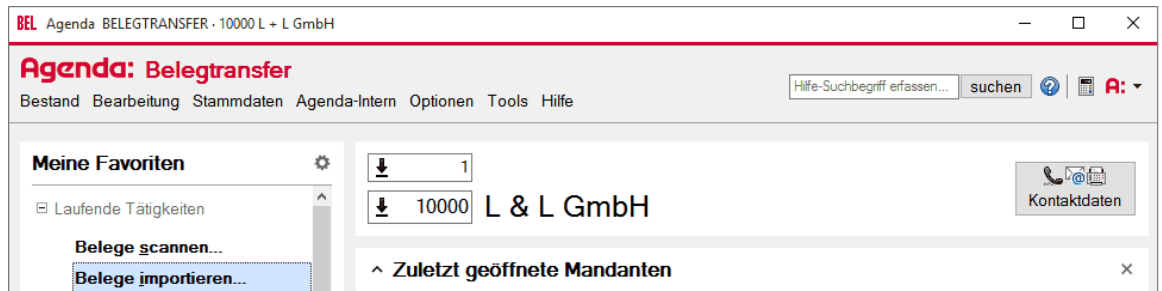 BEL Agenda BELEGTRANSFER · 10000 L + L GmbH
Agenda: Belegtransfer
Bestand Bearbeitung Stammdaten Agenda-Intern Optionen Tools Hilfe
Hilfe-Suchbegriff erfassen... suchen ? A:
Meine Favoriten
Laufende Tätigkeiten
Belege scannen...
Belege importieren...
1
10000 L & L GmbH
Kontaktdaten
Zuletzt geöffnete Mandanten